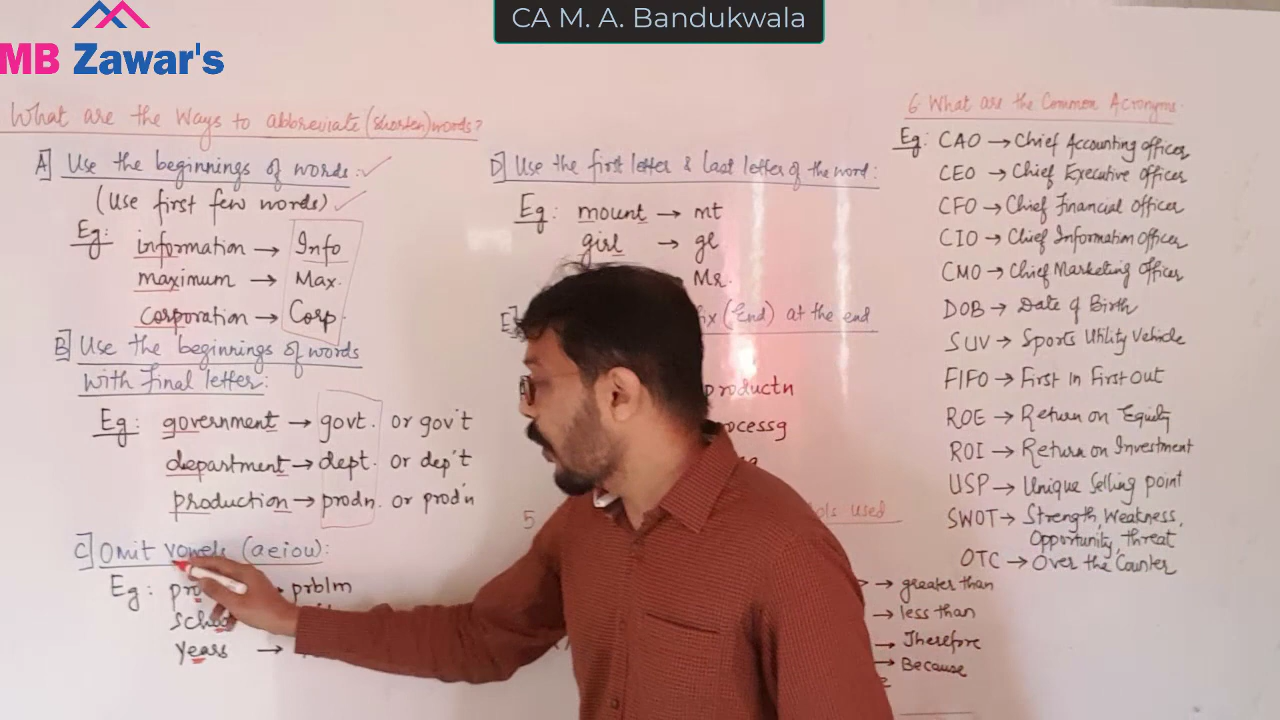 CA M. A. Bandukwala
MB Zawar's
What are the Ways to abbreviate (shorten) words?
A] Use the beginnings of words.
(Use first few words)
Eg: information → Info
maximum → Max.
corporation → Corp.
B] Use the beginnings of words
with final letter:
Eg: government → govt. or gov't
department → dept. or dep't
production → prodn. or prod'n
C] Omit vowels (aeiou):
Eg: → prblm
years →
D] Use the first letter & last letter of the word:
Eg: mount → mt
girl → gl
Mr.
E] (End) at the end
productn
5 used
→ greater than
→ less than
→ Therefore
→ Because
6. What are the Common Acronyms.
Eg: CAO → Chief Accounting officer
CEO → Chief Executive officer
CFO → Chief Financial officer
CIO → Chief Information officer
CMO → Chief Marketing officer
DOB → Date of Birth
SUV → Sports Utility Vehicle
FIFO → First In First Out
ROE → Return on Equity
ROI → Return on Investment
USP → Unique Selling point
SWOT → Strength, Weakness,
Opportunity, threat
OTC → Over the Counter